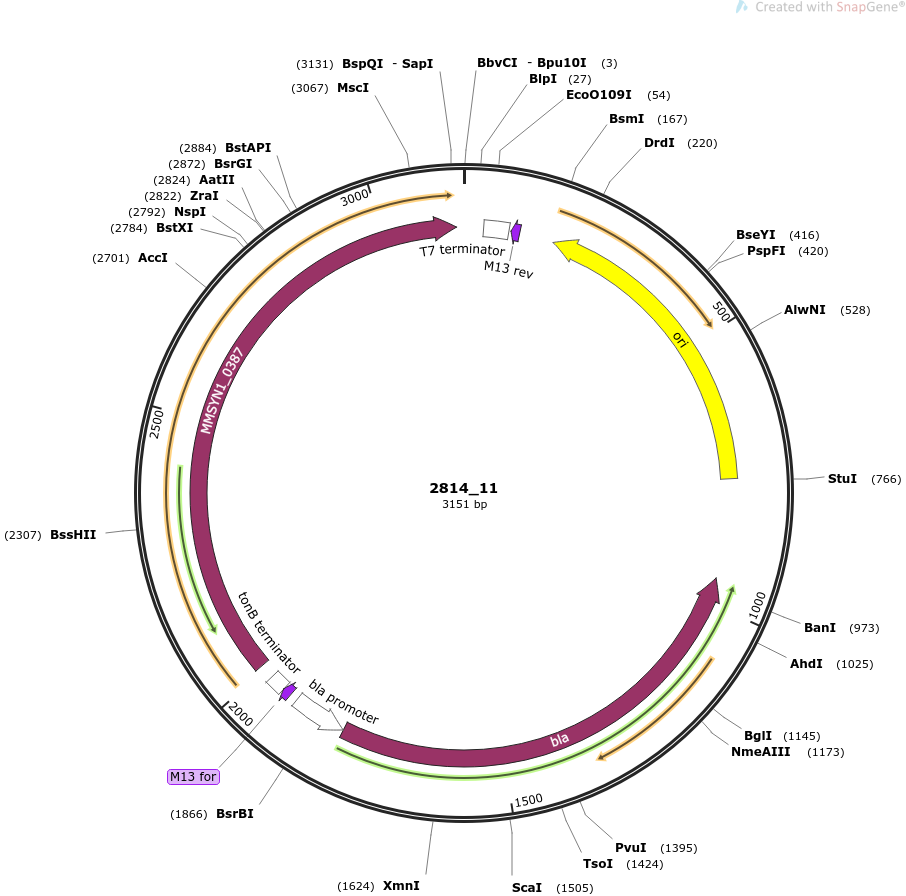 Created with SnapGene®
(3131) BspQI - SapI
BbvCI - Bpu10I (3)
(3067) MscI
BlpI (27)
EcoO109I (54)
BsmI (167)
DrdI (220)
(2884) BstAPI
(2872) BsrGI
(2824) AatII
(2822) ZraI
(2792) NspI
(2784) BstXI
(2701) AccI
BseYI (416)
PspFI (420)
AlwNI (528)
StuI (766)
(2307) BssHII
BanI (973)
AhdI (1025)
BglI (1145)
NmeAIII (1173)
PvuI (1395)
TsoI (1424)
ScaI (1505)
(1624) XmnI
(1866) BsrBI
M13 for
3000
500
2500
1000
2000
1500
T7 terminator
M13 rev
ori
MMSYN1_0387
2814_11
3151 bp
tonB terminator
bla promoter
bla